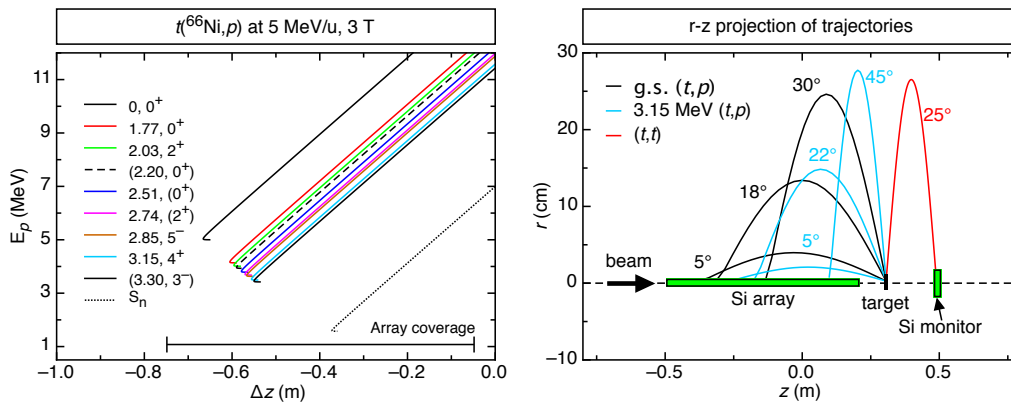 t(⁶⁶Ni,p) at 5 MeV/u, 3 T
11
9
7
5
3
1
E_p (MeV)
0, 0⁺
1.77, 0⁺
2.03, 2⁺
(2.20, 0⁺)
2.51, (0⁺)
2.74, (2⁺)
2.85, 5⁻
3.15, 4⁺
(3.30, 3⁻)
S_n
Array coverage
−1.0 −0.8 −0.6 −0.4 −0.2 0.0
Δz (m)
r-z projection of trajectories
30
20
10
0
−10
r (cm)
g.s. (t,p)
3.15 MeV (t,p)
(t,t)
45°
30°
25°
22°
18°
5°
5°
beam
Si array
target
Si monitor
−0.5 0.0 0.5
z (m)